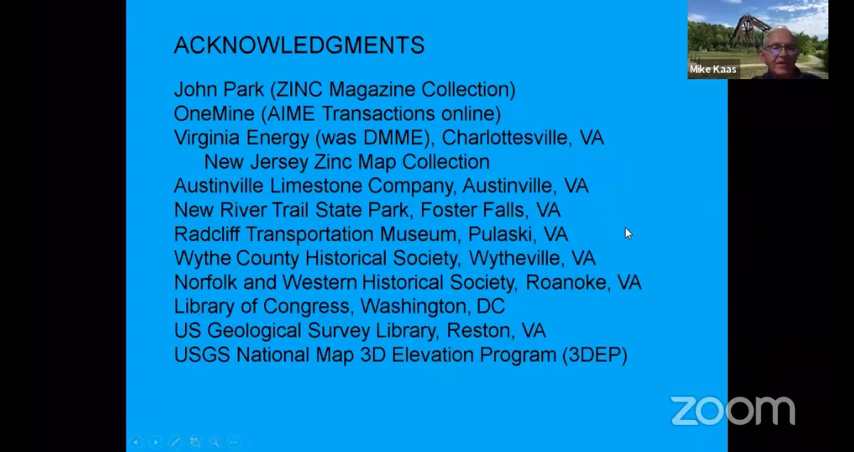 ACKNOWLEDGMENTS
John Park (ZINC Magazine Collection)
OneMine (AIME Transactions online)
Virginia Energy (was DMME), Charlottesville, VA
New Jersey Zinc Map Collection
Austinville Limestone Company, Austinville, VA
New River Trail State Park, Foster Falls, VA
Radcliff Transportation Museum, Pulaski, VA
Wythe County Historical Society, Wytheville, VA
Norfolk and Western Historical Society, Roanoke, VA
Library of Congress, Washington, DC
US Geological Survey Library, Reston, VA
USGS National Map 3D Elevation Program (3DEP)
Mike Kaas
zoom